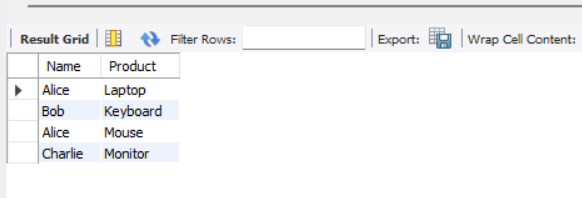 Result Grid Filter Rows: Export: Wrap Cell Content:
Name Product
Alice Laptop
Bob Keyboard
Alice Mouse
Charlie Monitor